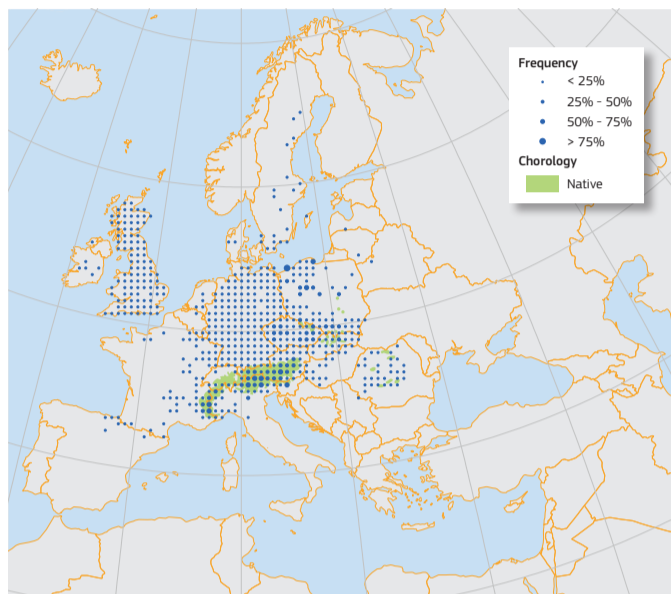 Frequency
< 25%
25% - 50%
50% - 75%
> 75%
Chorology
Native